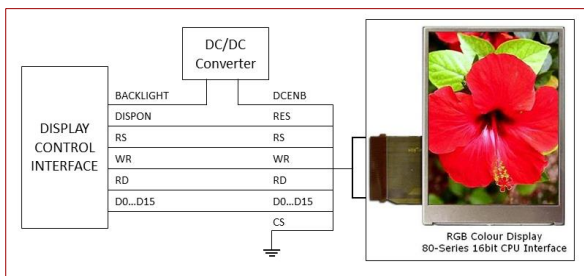 DC/DC
Converter
DISPLAY
CONTROL
INTERFACE
BACKLIGHT DCENB
DISPON RES
RS RS
WR WR
RD RD
D0...D15 D0...D15
CS
RGB Colour Display
80-Series 16bit CPU Interface